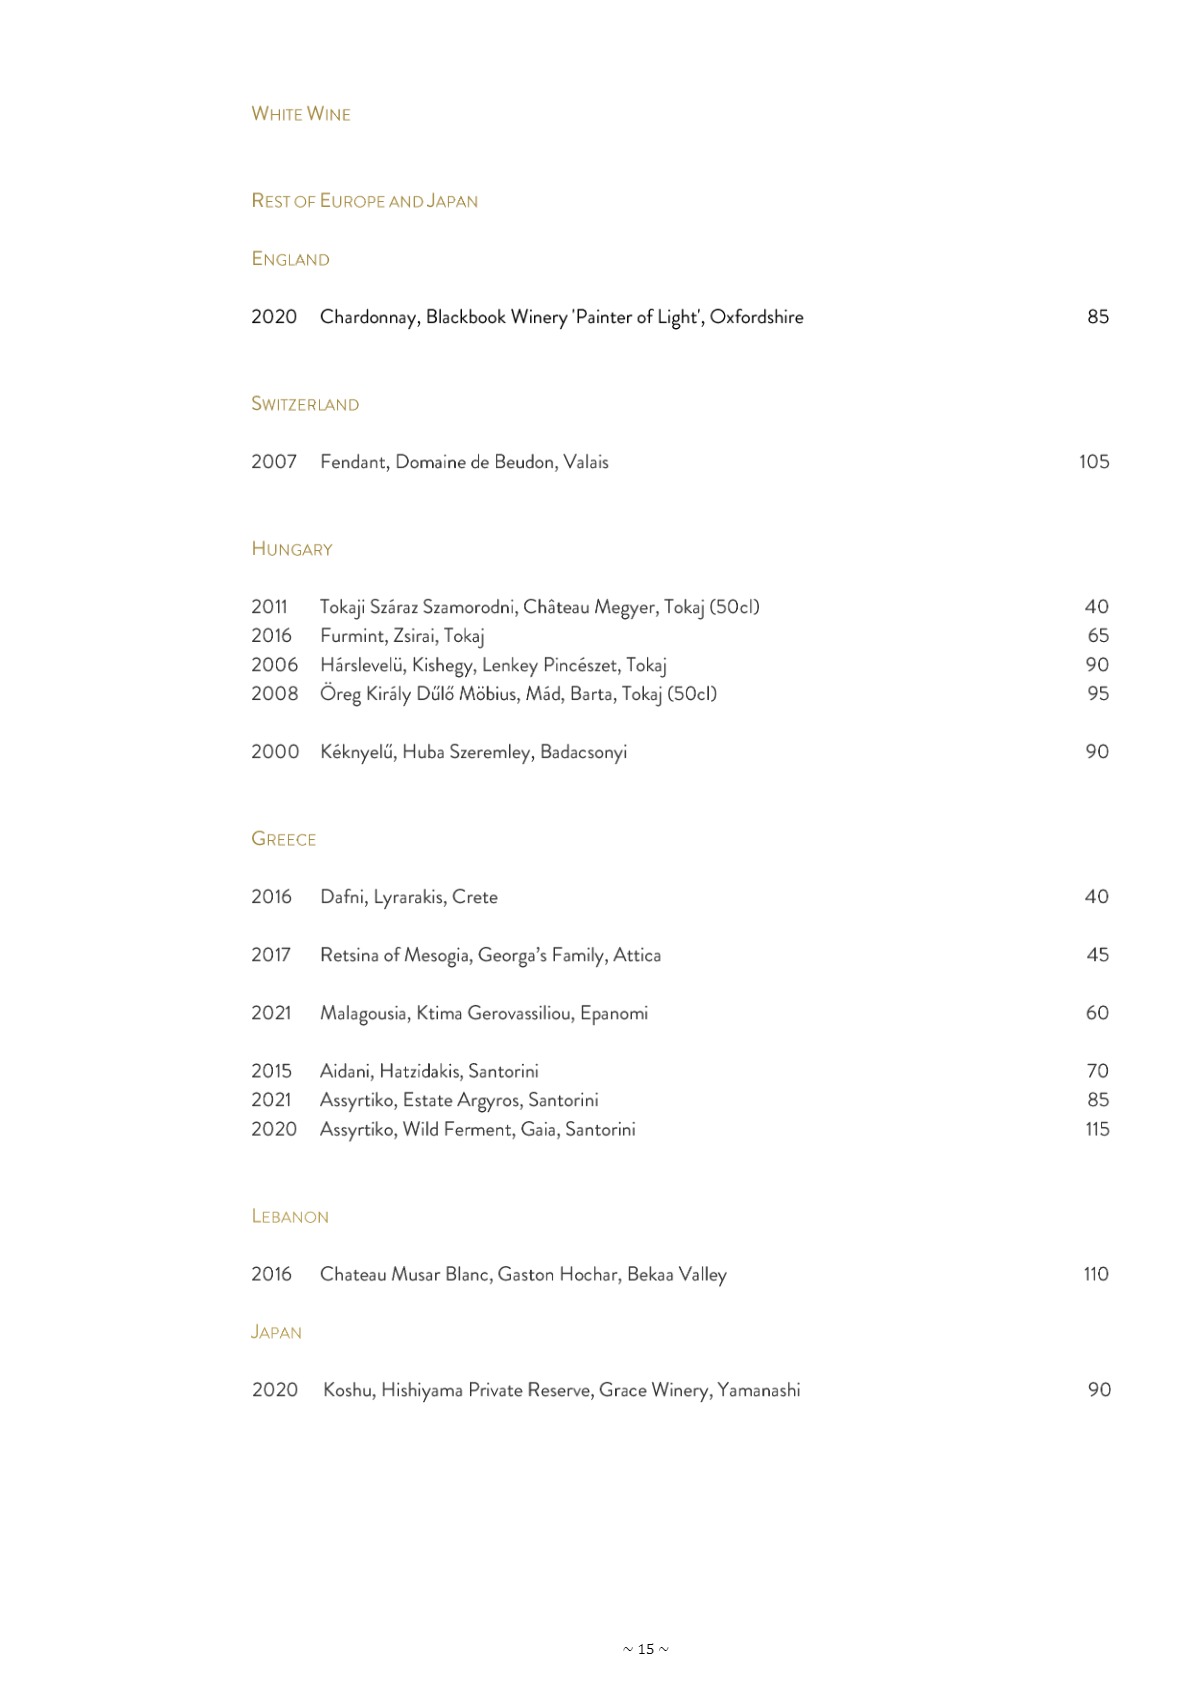 WHITE WINE
REST OF EUROPE AND JAPAN
ENGLAND
2020 Chardonnay, Blackbook Winery 'Painter of Light', Oxfordshire 85
SWITZERLAND
2007 Fendant, Domaine de Beudon, Valais 105
HUNGARY
2011 Tokaji Száraz Szamorodni, Château Megyer, Tokaj (50cl) 40
2016 Furmint, Zsirai, Tokaj 65
2006 Hárslevelü, Kishegy, Lenkey Pincészet, Tokaj 90
2008 Öreg Király Dűlő Möbius, Mád, Barta, Tokaj (50cl) 95
2000 Kéknyelű, Huba Szeremley, Badacsonyi 90
GREECE
2016 Dafni, Lyrarakis, Crete 40
2017 Retsina of Mesogia, Georga’s Family, Attica 45
2021 Malagousia, Ktima Gerovassiliou, Epanomi 60
2015 Aidani, Hatzidakis, Santorini 70
2021 Assyrtiko, Estate Argyros, Santorini 85
2020 Assyrtiko, Wild Ferment, Gaia, Santorini 115
LEBANON
2016 Chateau Musar Blanc, Gaston Hochar, Bekaa Valley 110
JAPAN
2020 Koshu, Hishiyama Private Reserve, Grace Winery, Yamanashi 90
~ 15 ~